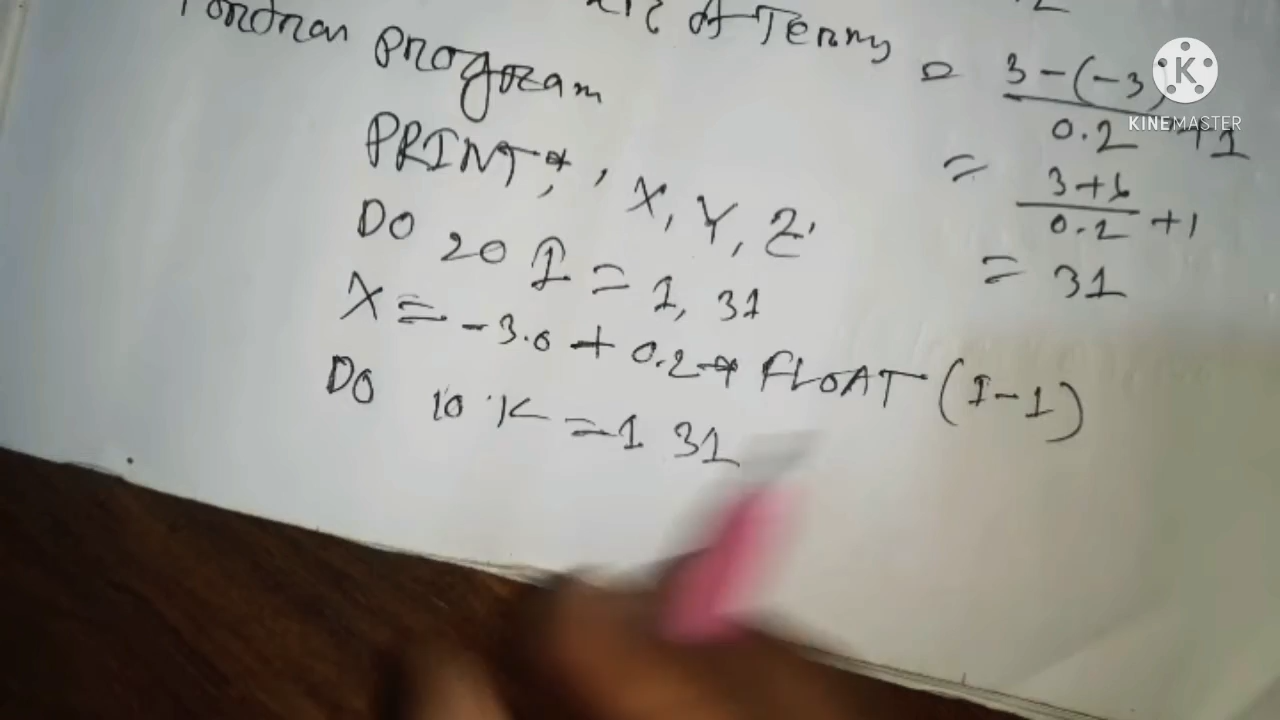 Fortran program
of Terms = 3-(-3) / 0.2 +1
= 3+6 / 0.2 +1
= 31
PRINT*, ' X, Y, Z'
DO 20 I = 1, 31
X = -3.0 + 0.2 * FLOAT (I-1)
DO 10 K = 1 31
KINEMASTER